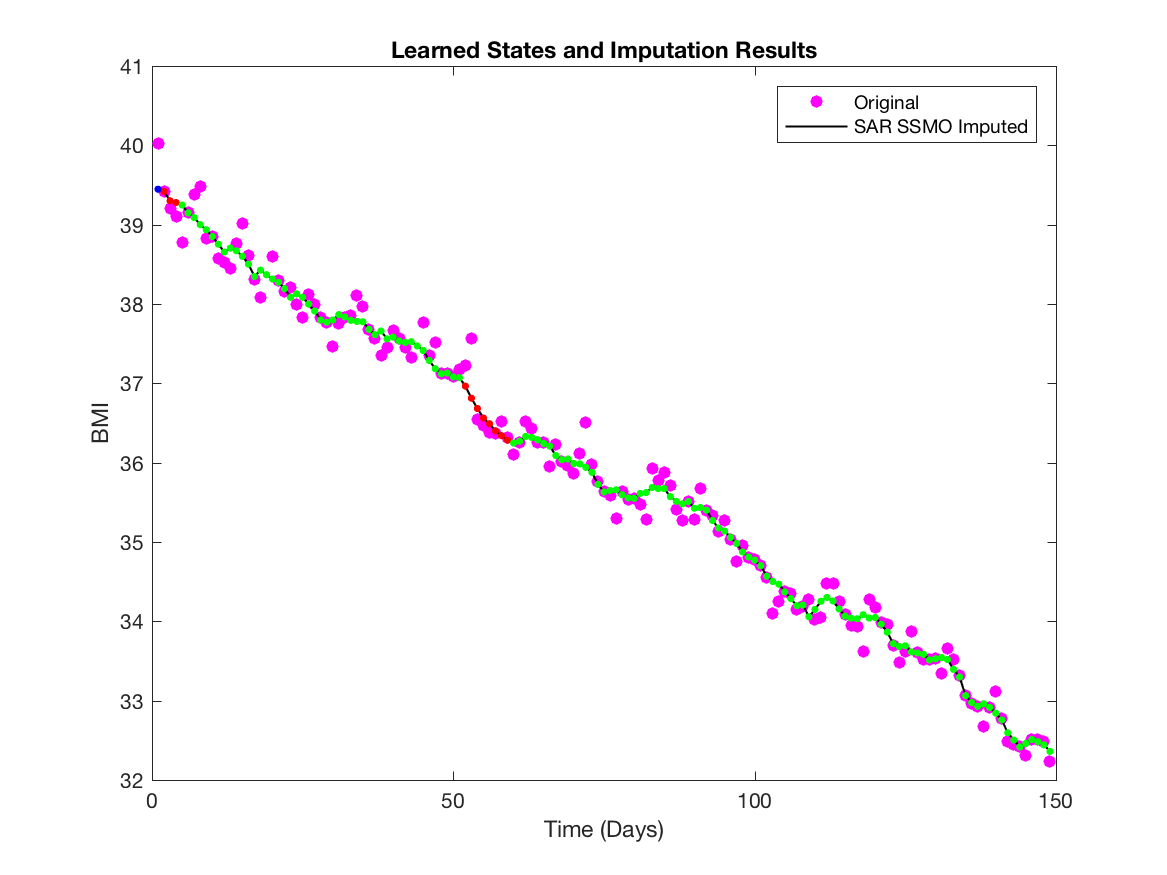 Learned States and Imputation Results
Original
SAR SSMO Imputed
BMI
41
40
39
38
37
36
35
34
33
32
0
50
100
150
Time (Days)